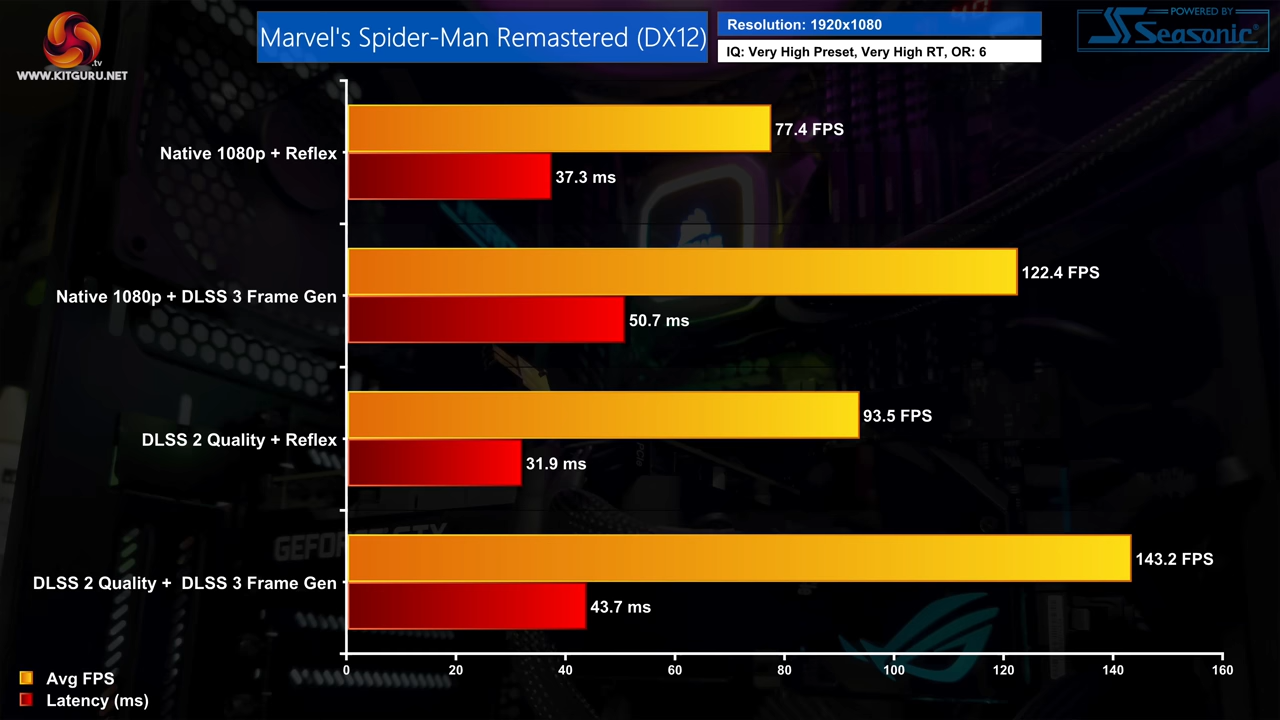 Marvel's Spider-Man Remastered (DX12)
Resolution: 1920x1080
IQ: Very High Preset, Very High RT, OR: 6
POWERED BY
Seasonic
.tv
WWW.KITGURU.NET
Native 1080p + Reflex
77.4 FPS
37.3 ms
Native 1080p + DLSS 3 Frame Gen
122.4 FPS
50.7 ms
DLSS 2 Quality + Reflex
93.5 FPS
31.9 ms
GEFORCE GTX
DLSS 2 Quality + DLSS 3 Frame Gen
143.2 FPS
43.7 ms
0 20 40 60 80 100 120 140 160
Avg FPS
Latency (ms)